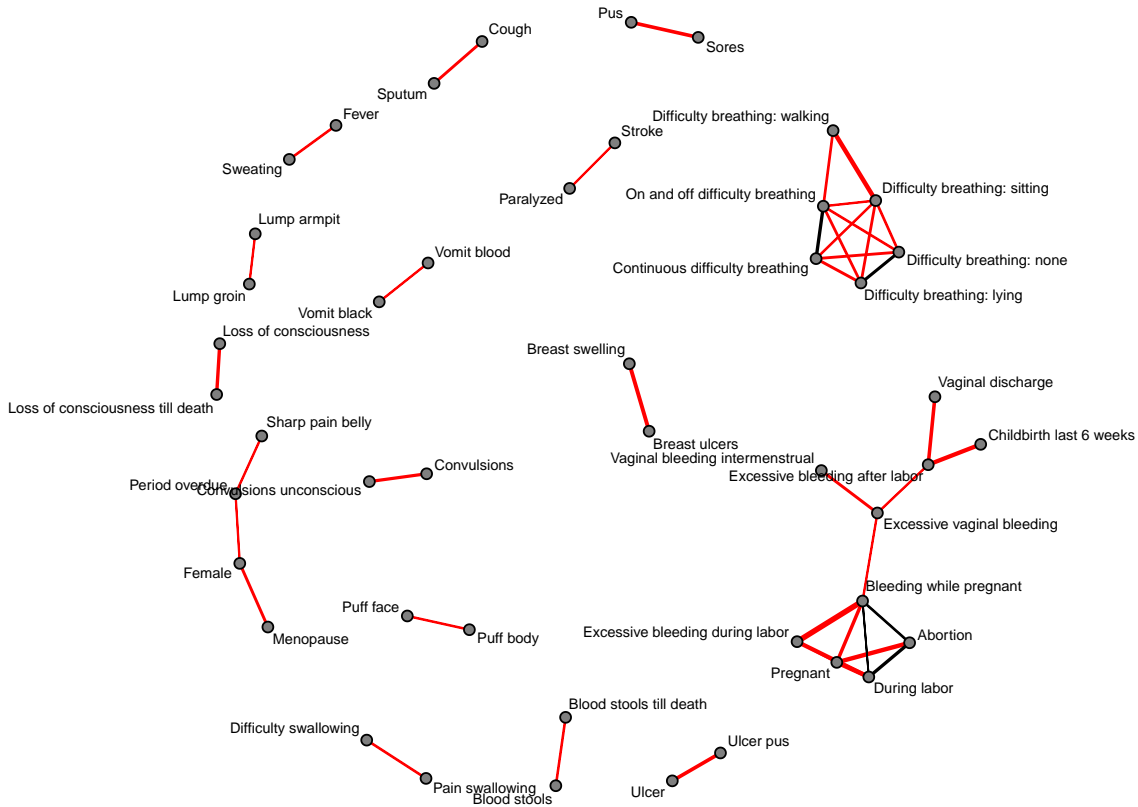 Pus
Cough
Sores
Sputum
Fever
Difficulty breathing: walking
Stroke
Sweating
Difficulty breathing: sitting
On and off difficulty breathing
Paralyzed
Lump armpit
Vomit blood
Difficulty breathing: none
Continuous difficulty breathing
Lump groin
Difficulty breathing: lying
Vomit black
Loss of consciousness
Breast swelling
Vaginal discharge
Loss of consciousness till death
Sharp pain belly
Childbirth last 6 weeks
Breast ulcers
Vaginal bleeding intermenstrual
Convulsions
Excessive bleeding after labor
Period overdue
Convulsions unconscious
Excessive vaginal bleeding
Female
Bleeding while pregnant
Puff face
Menopause
Puff body
Excessive bleeding during labor
Abortion
Pregnant
During labor
Blood stools till death
Difficulty swallowing
Ulcer pus
Pain swallowing
Ulcer
Blood stools